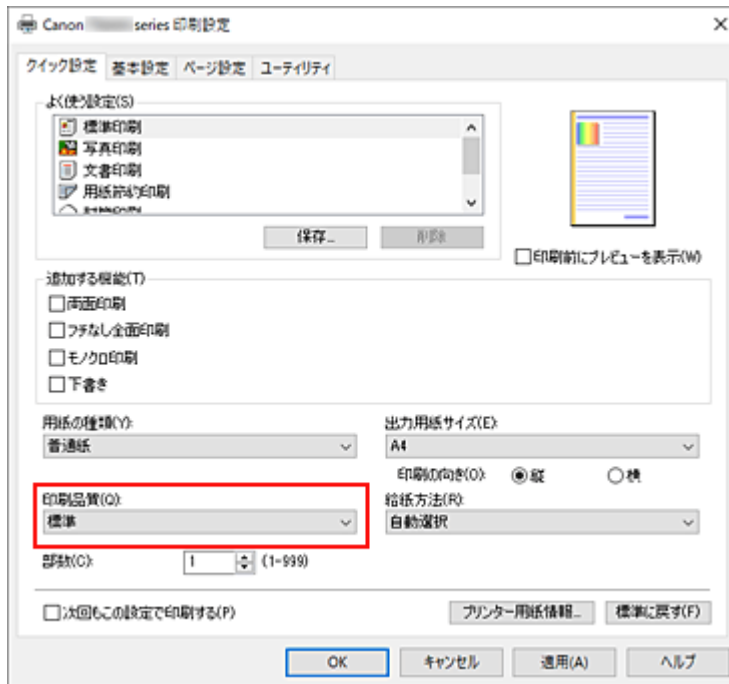 Canon series 印刷設定
クイック設定 基本設定 ページ設定 ユーティリティ
よく使う設定(S)
標準印刷
写真印刷
文書印刷
用紙節約印刷
保存... 削除
印刷前にプレビューを表示(W)
追加する機能(T)
両面印刷
フチなし全面印刷
モノクロ印刷
下書き
用紙の種類(Y): 出力用紙サイズ(E):
普通紙 A4
印刷の向き(O): 縦 横
印刷品質(Q): 給紙方法(R):
標準 自動選択
部数(C): 1 (1-999)
次回もこの設定で印刷する(P) プリンター用紙情報... 標準に戻す(F)
OK キャンセル 適用(A) ヘルプ